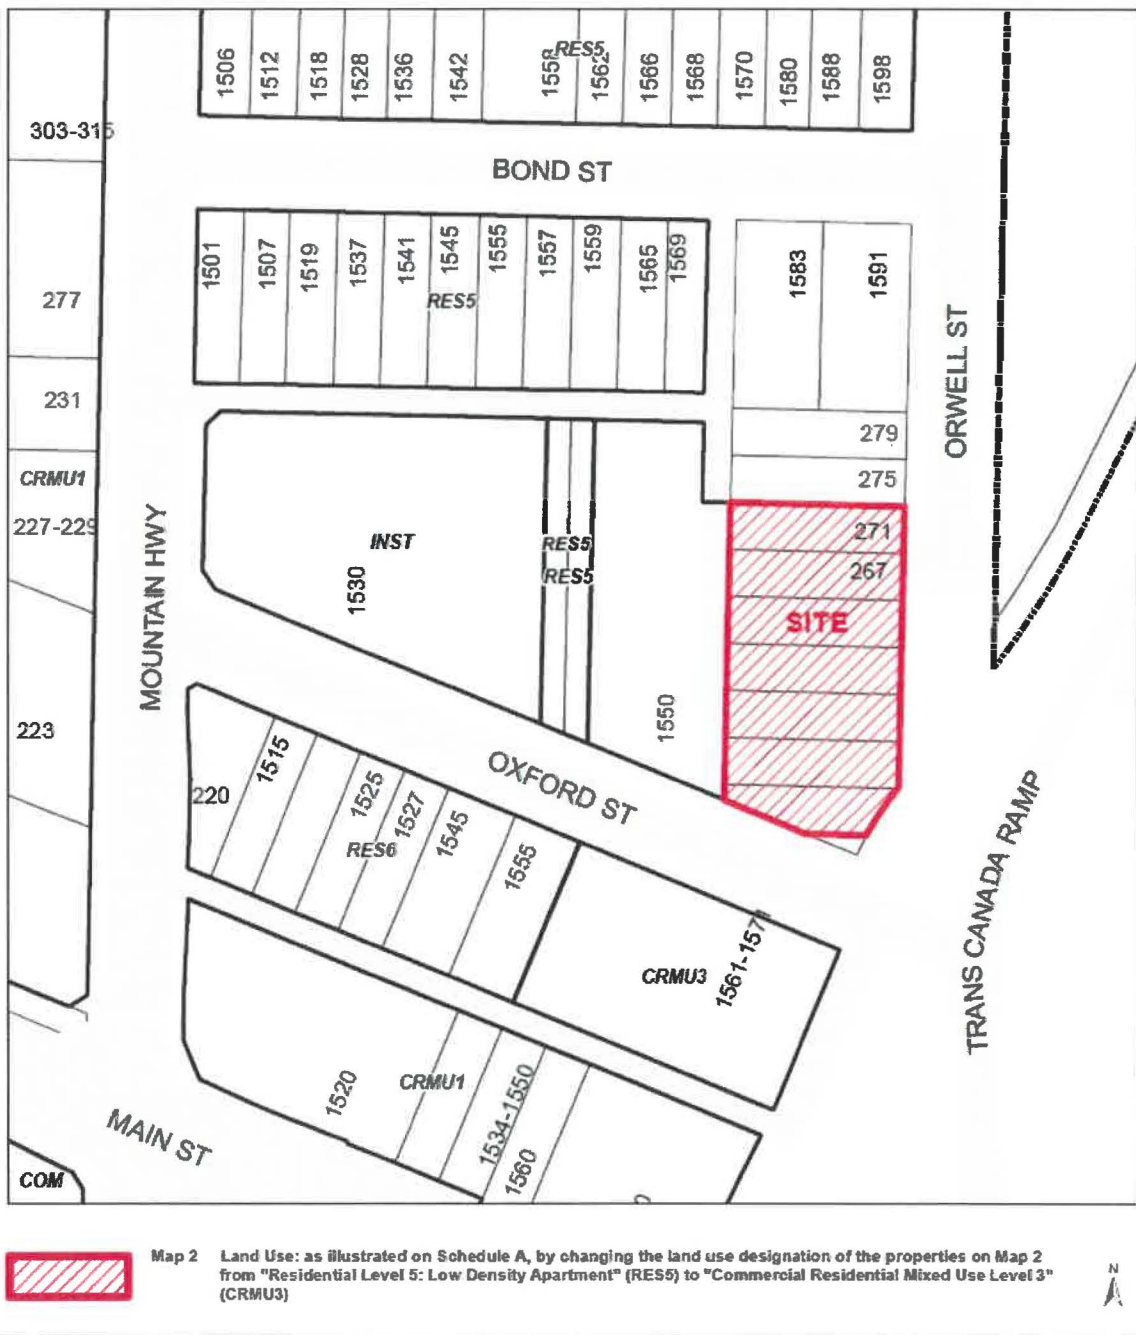 1506
1512
1518
1528
1536
1542
1558
RES5
1562
1566
1568
1570
1580
1588
1598
303-315
BOND ST
1501
1507
1519
1537
1541
1545
1555
1557
1559
1565
1569
RES5
1583
1591
277
231
CRMU1
227-229
223
MOUNTAIN HWY
ORWELL ST
279
275
271
267
SITE
INST
1530
RES5
RES5
1550
OXFORD ST
220
1515
1525
1527
1545
1555
RES6
CRMU3
1561-1571
TRANS CANADA RAMP
1520
CRMU1
1534-1550
1560
MAIN ST
COM
Map 2 Land Use: as illustrated on Schedule A, by changing the land use designation of the properties on Map 2
from "Residential Level 5: Low Density Apartment" (RES5) to "Commercial Residential Mixed Use Level 3"
(CRMU3)
N